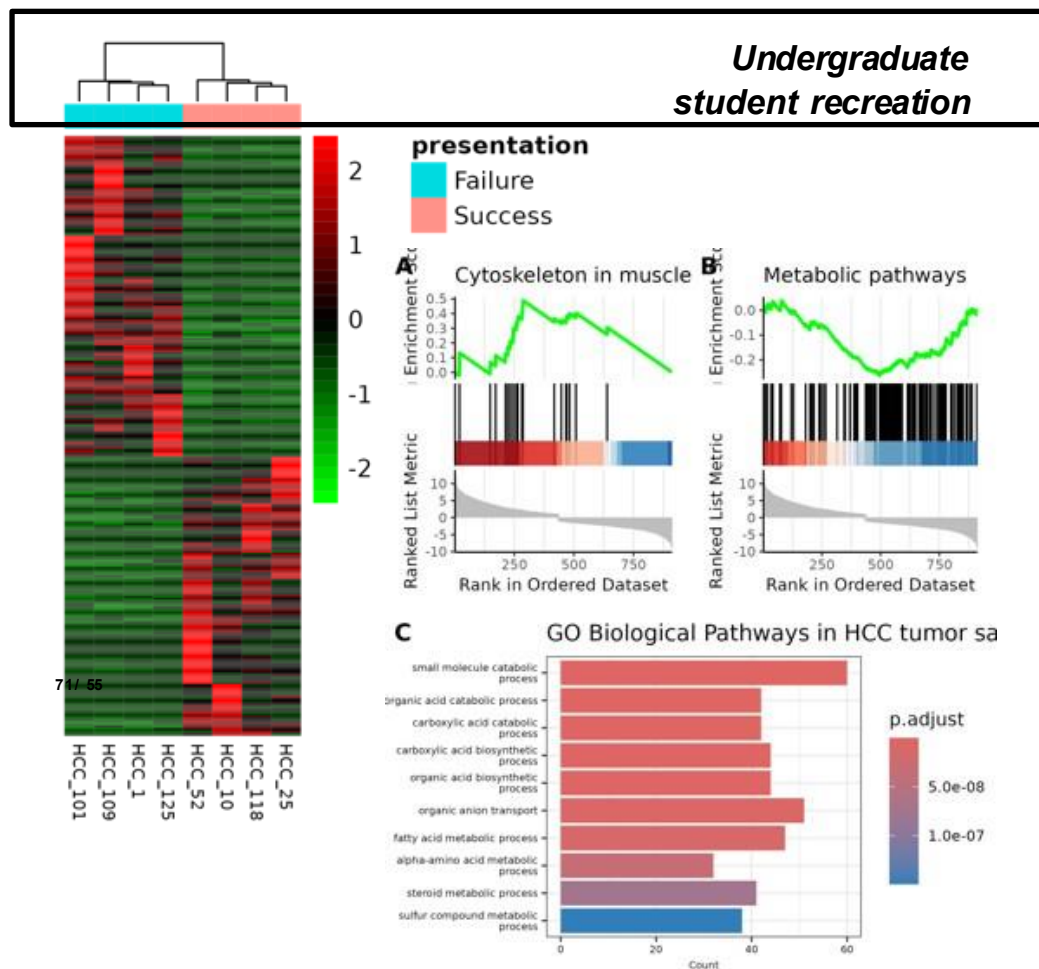 Undergraduate
student recreation
presentation
Failure
Success
2
1
0
-1
-2
71/ 55
HCC_101
HCC_109
HCC_1
HCC_125
HCC_52
HCC_10
HCC_118
HCC_25
A
Cytoskeleton in muscle
Enrichment Sco
0.5
0.4
0.3
0.2
0.1
0.0
Ranked List Metric
10
5
0
-5
-10
250
500
750
Rank in Ordered Dataset
B
Metabolic pathways
Enrichment Sco
0.0
-0.1
-0.2
Ranked List Metric
10
5
0
-5
-10
250
500
750
Rank in Ordered Dataset
C
GO Biological Pathways in HCC tumor sa
small molecule catabolic
process
organic acid catabolic process
carboxylic acid catabolic
process
carboxylic acid biosynthetic
process
organic acid biosynthetic
process
organic anion transport
fatty acid metabolic process
alpha-amino acid metabolic
process
steroid metabolic process
sulfur compound metabolic
process
0
20
40
60
Count
p.adjust
5.0e-08
1.0e-07